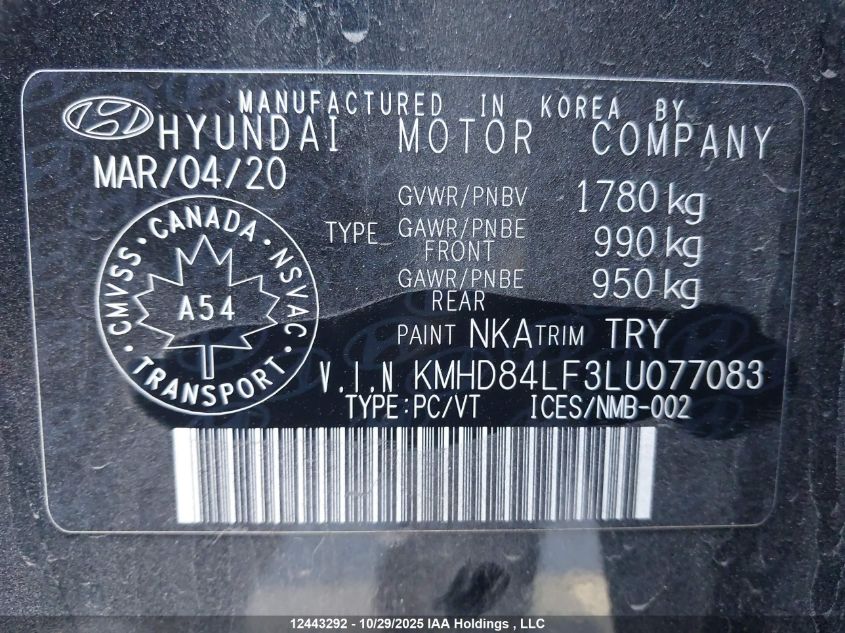 MANUFACTURED IN KOREA BY
HYUNDAI MOTOR COMPANY
MAR/04/20
GVWR/PNBV 1780 kg
TYPE GAWR/PNBE FRONT 990 kg
GAWR/PNBE REAR 950 kg
CMVSS · CANADA · NSVAC · TRANSPORT ·
A54
PAINT NKA TRIM TRY
V.I.N KMHD84LF3LU077083
TYPE:PC/VT ICES/NMB-002
12443292 - 10/29/2025 IAA Holdings , LLC